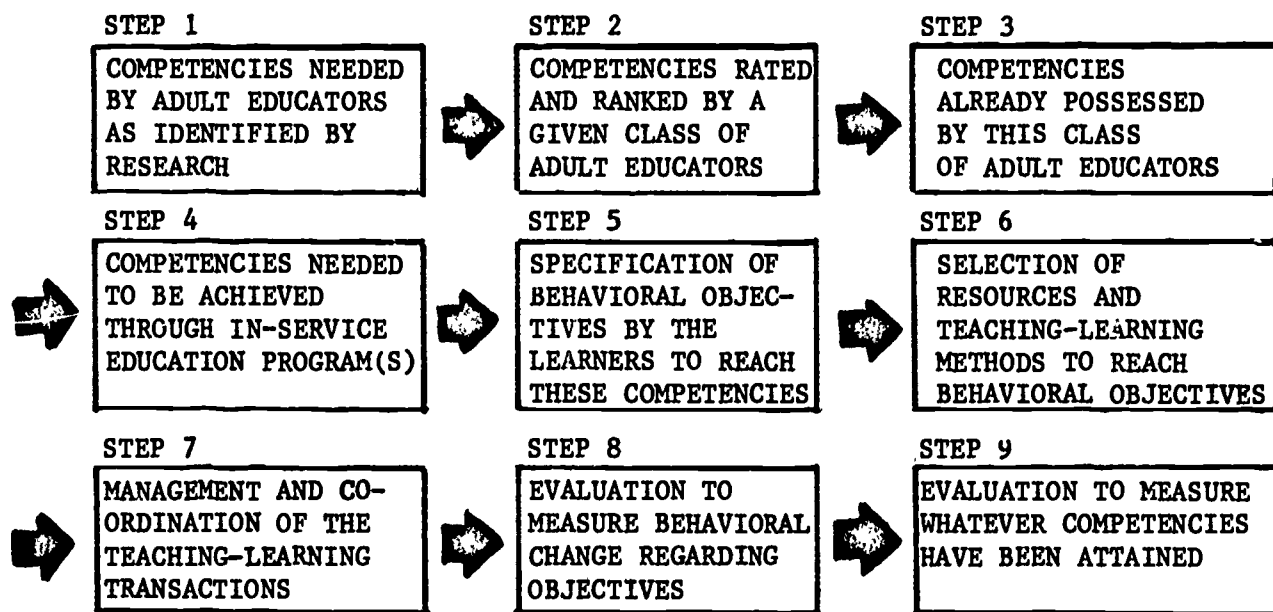 STEP 1
COMPETENCIES NEEDED
BY ADULT EDUCATORS
AS IDENTIFIED BY
RESEARCH
STEP 2
COMPETENCIES RATED
AND RANKED BY A
GIVEN CLASS OF
ADULT EDUCATORS
STEP 3
COMPETENCIES
ALREADY POSSESSED
BY THIS CLASS
OF ADULT EDUCATORS
STEP 4
COMPETENCIES NEEDED
TO BE ACHIEVED
THROUGH IN-SERVICE
EDUCATION PROGRAM(S)
STEP 5
SPECIFICATION OF
BEHAVIORAL OBJEC-
TIVES BY THE
LEARNERS TO REACH
THESE COMPETENCIES
STEP 6
SELECTION OF
RESOURCES AND
TEACHING-LEARNING
METHODS TO REACH
BEHAVIORAL OBJECTIVES
STEP 7
MANAGEMENT AND CO-
ORDINATION OF THE
TEACHING-LEARNING
TRANSACTIONS
STEP 8
EVALUATION TO
MEASURE BEHAVIORAL
CHANGE REGARDING
OBJECTIVES
STEP 9
EVALUATION TO MEASURE
WHATEVER COMPETENCIES
HAVE BEEN ATTAINED